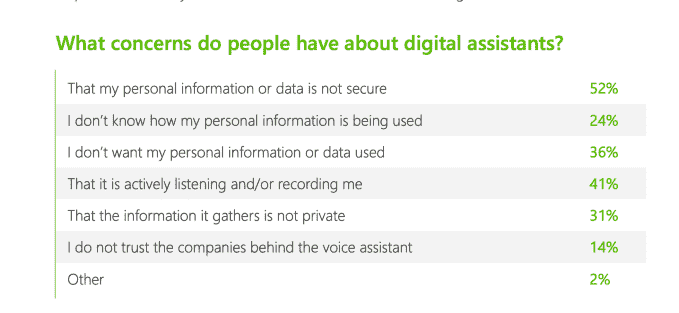 What concerns do people have about digital assistants?
That my personal information or data is not secure 52%
I don't know how my personal information is being used 24%
I don't want my personal information or data used 36%
That it is actively listening and/or recording me 41%
That the information it gathers is not private 31%
I do not trust the companies behind the voice assistant 14%
Other 2%